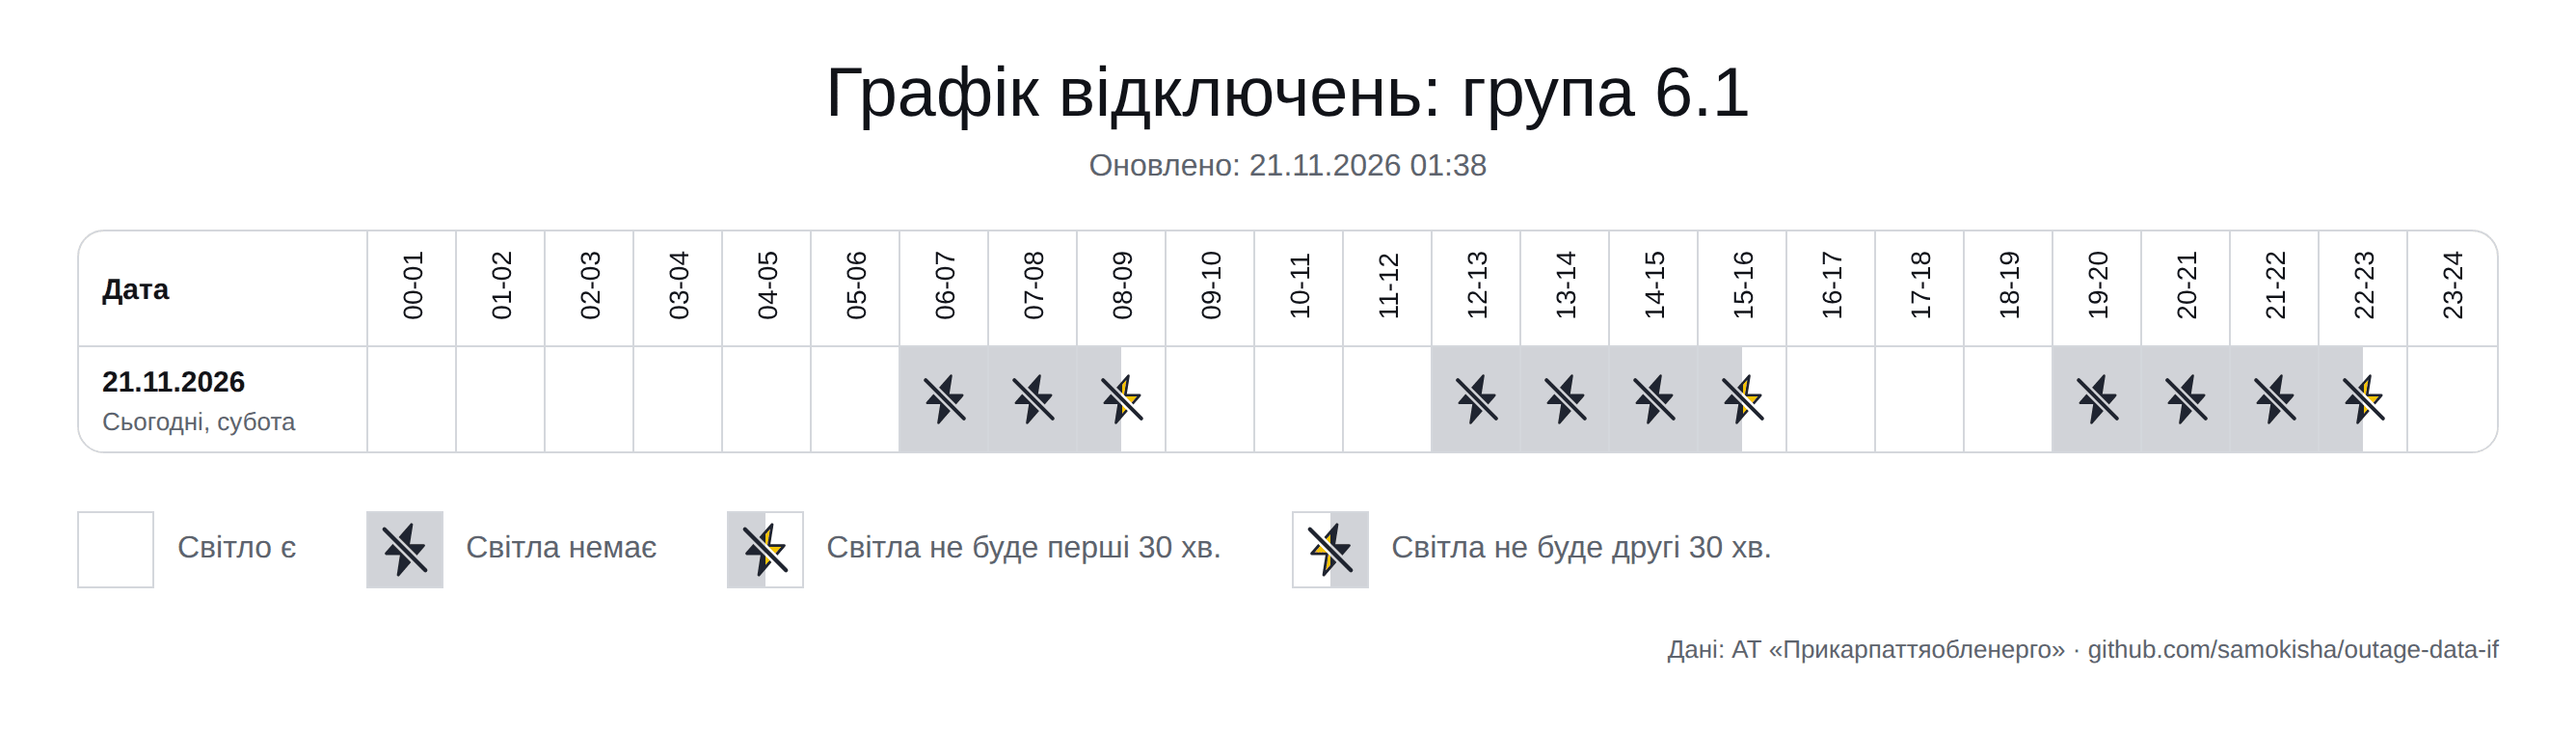 Графік відключень: група 6.1
Оновлено: 21.11.2026 01:38
Дата 00-01 01-02 02-03 03-04 04-05 05-06 06-07 07-08 08-09 09-10 10-11 11-12 12-13 13-14 14-15 15-16 16-17 17-18 18-19 19-20 20-21 21-22 22-23 23-24
21.11.2026
Сьогодні, субота
Світло є Світла немає Світла не буде перші 30 хв. Світла не буде другі 30 хв.
Дані: АТ «Прикарпаттяобленерго» · github.com/samokisha/outage-data-if